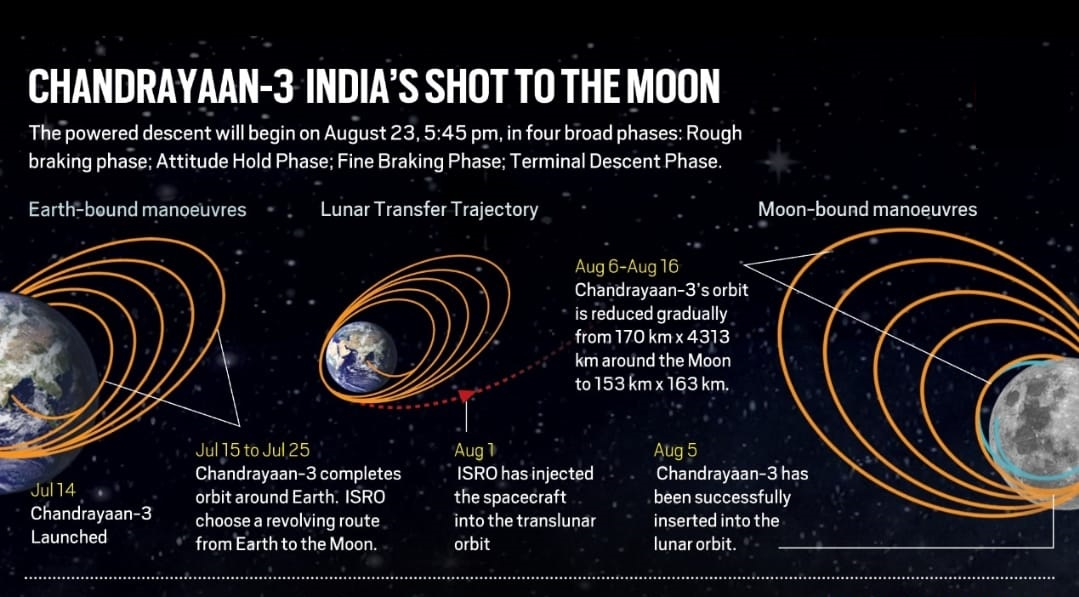 CHANDRAYAAN-3 INDIA'S SHOT TO THE MOON
The powered descent will begin on August 23, 5:45 pm, in four broad phases: Rough
braking phase; Attitude Hold Phase; Fine Braking Phase; Terminal Descent Phase.
Earth-bound manoeuvres
Lunar Transfer Trajectory
Moon-bound manoeuvres
Jul 14
Chandrayaan-3
Launched
Jul 15 to Jul 25
Chandrayaan-3 completes
orbit around Earth. ISRO
choose a revolving route
from Earth to the Moon.
Aug 1
ISRO has injected
the spacecraft
into the translunar
orbit
Aug 5
Chandrayaan-3 has
been successfully
inserted into the
lunar orbit.
Aug 6-Aug 16
Chandrayaan-3's orbit
is reduced gradually
from 170 km x 4313
km around the Moon
to 153 km x 163 km.